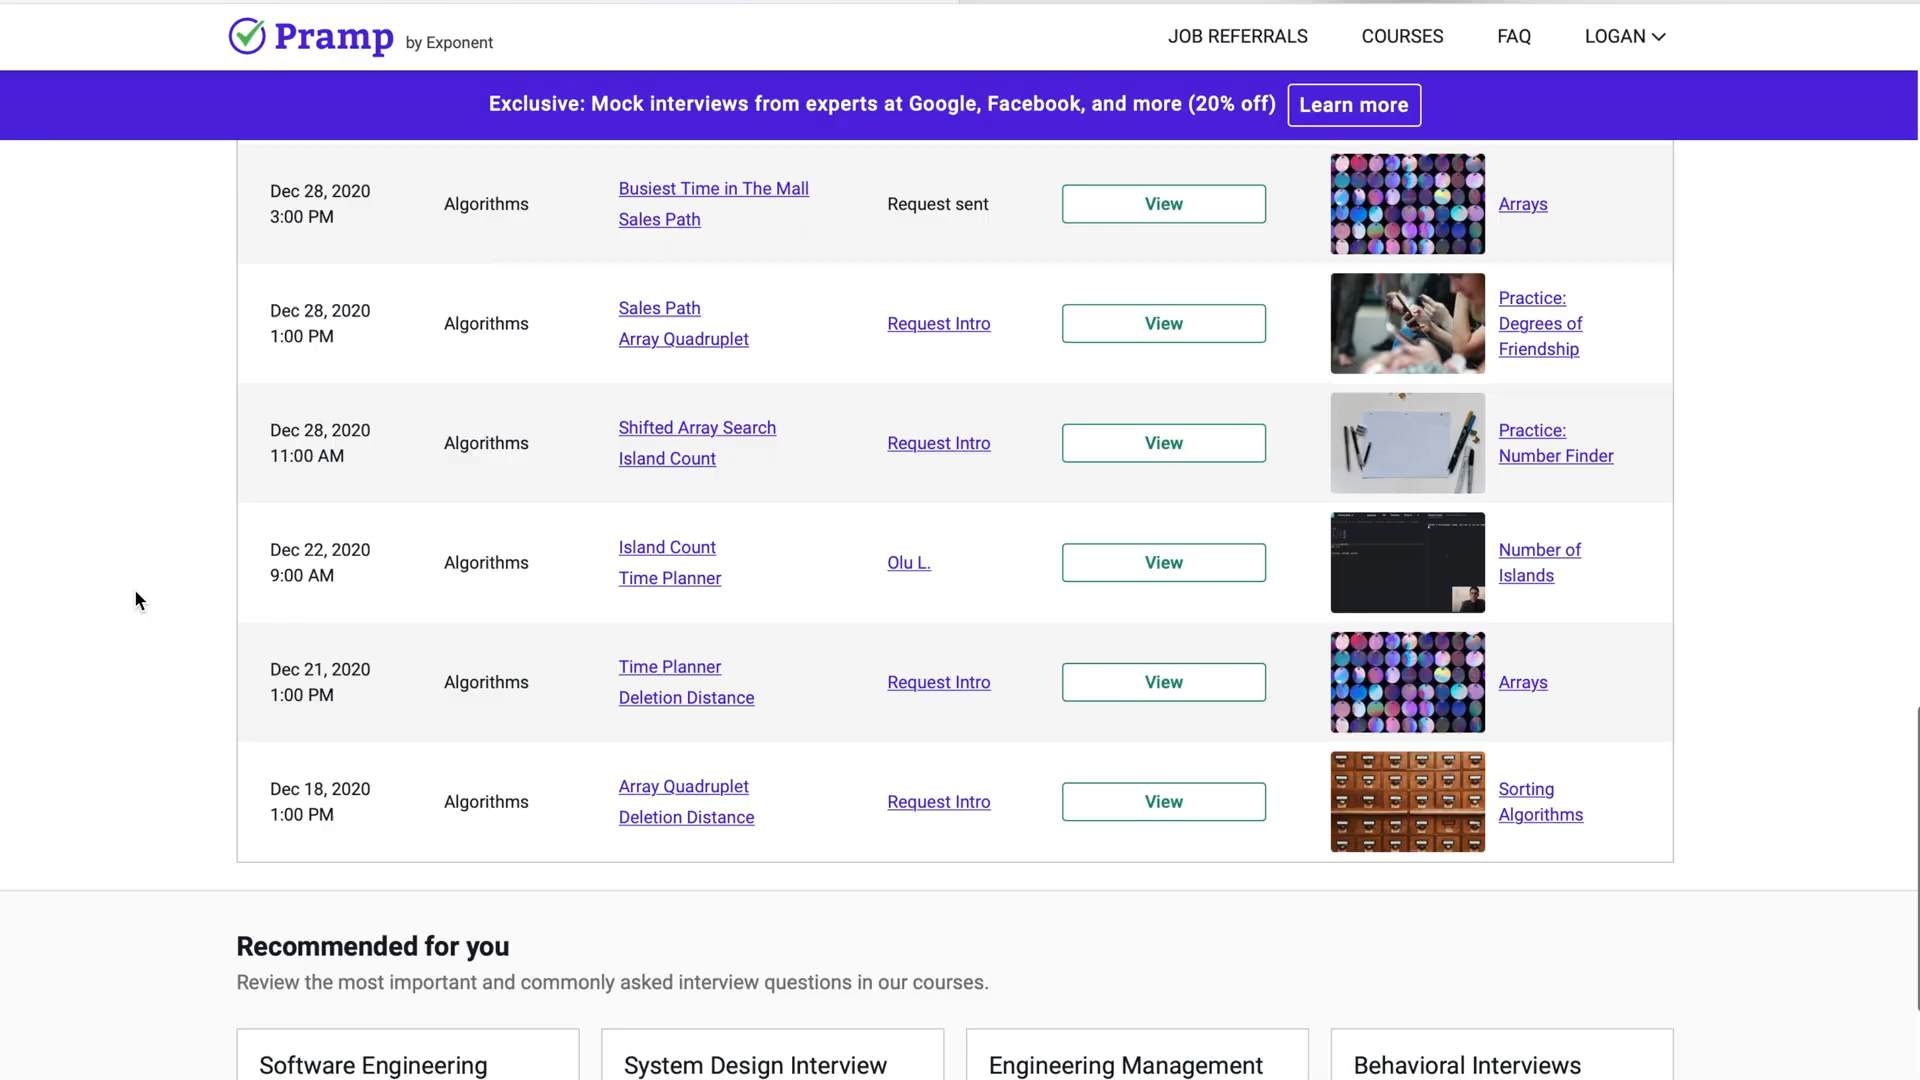 Pramp by Exponent
JOB REFERRALS
COURSES
FAQ
LOGAN
Exclusive: Mock interviews from experts at Google, Facebook, and more (20% off)
Learn more
Dec 28, 2020
3:00 PM
Algorithms
Busiest Time in The Mall
Sales Path
Request sent
View
Arrays
Dec 28, 2020
1:00 PM
Algorithms
Sales Path
Array Quadruplet
Request Intro
View
Practice:
Degrees of
Friendship
Dec 28, 2020
11:00 AM
Algorithms
Shifted Array Search
Island Count
Request Intro
View
Practice:
Number Finder
Dec 22, 2020
9:00 AM
Algorithms
Island Count
Time Planner
Olu L.
View
Number of
Islands
Dec 21, 2020
1:00 PM
Algorithms
Time Planner
Deletion Distance
Request Intro
View
Arrays
Dec 18, 2020
1:00 PM
Algorithms
Array Quadruplet
Deletion Distance
Request Intro
View
Sorting
Algorithms
Recommended for you
Review the most important and commonly asked interview questions in our courses.
Software Engineering
System Design Interview
Engineering Management
Behavioral Interviews